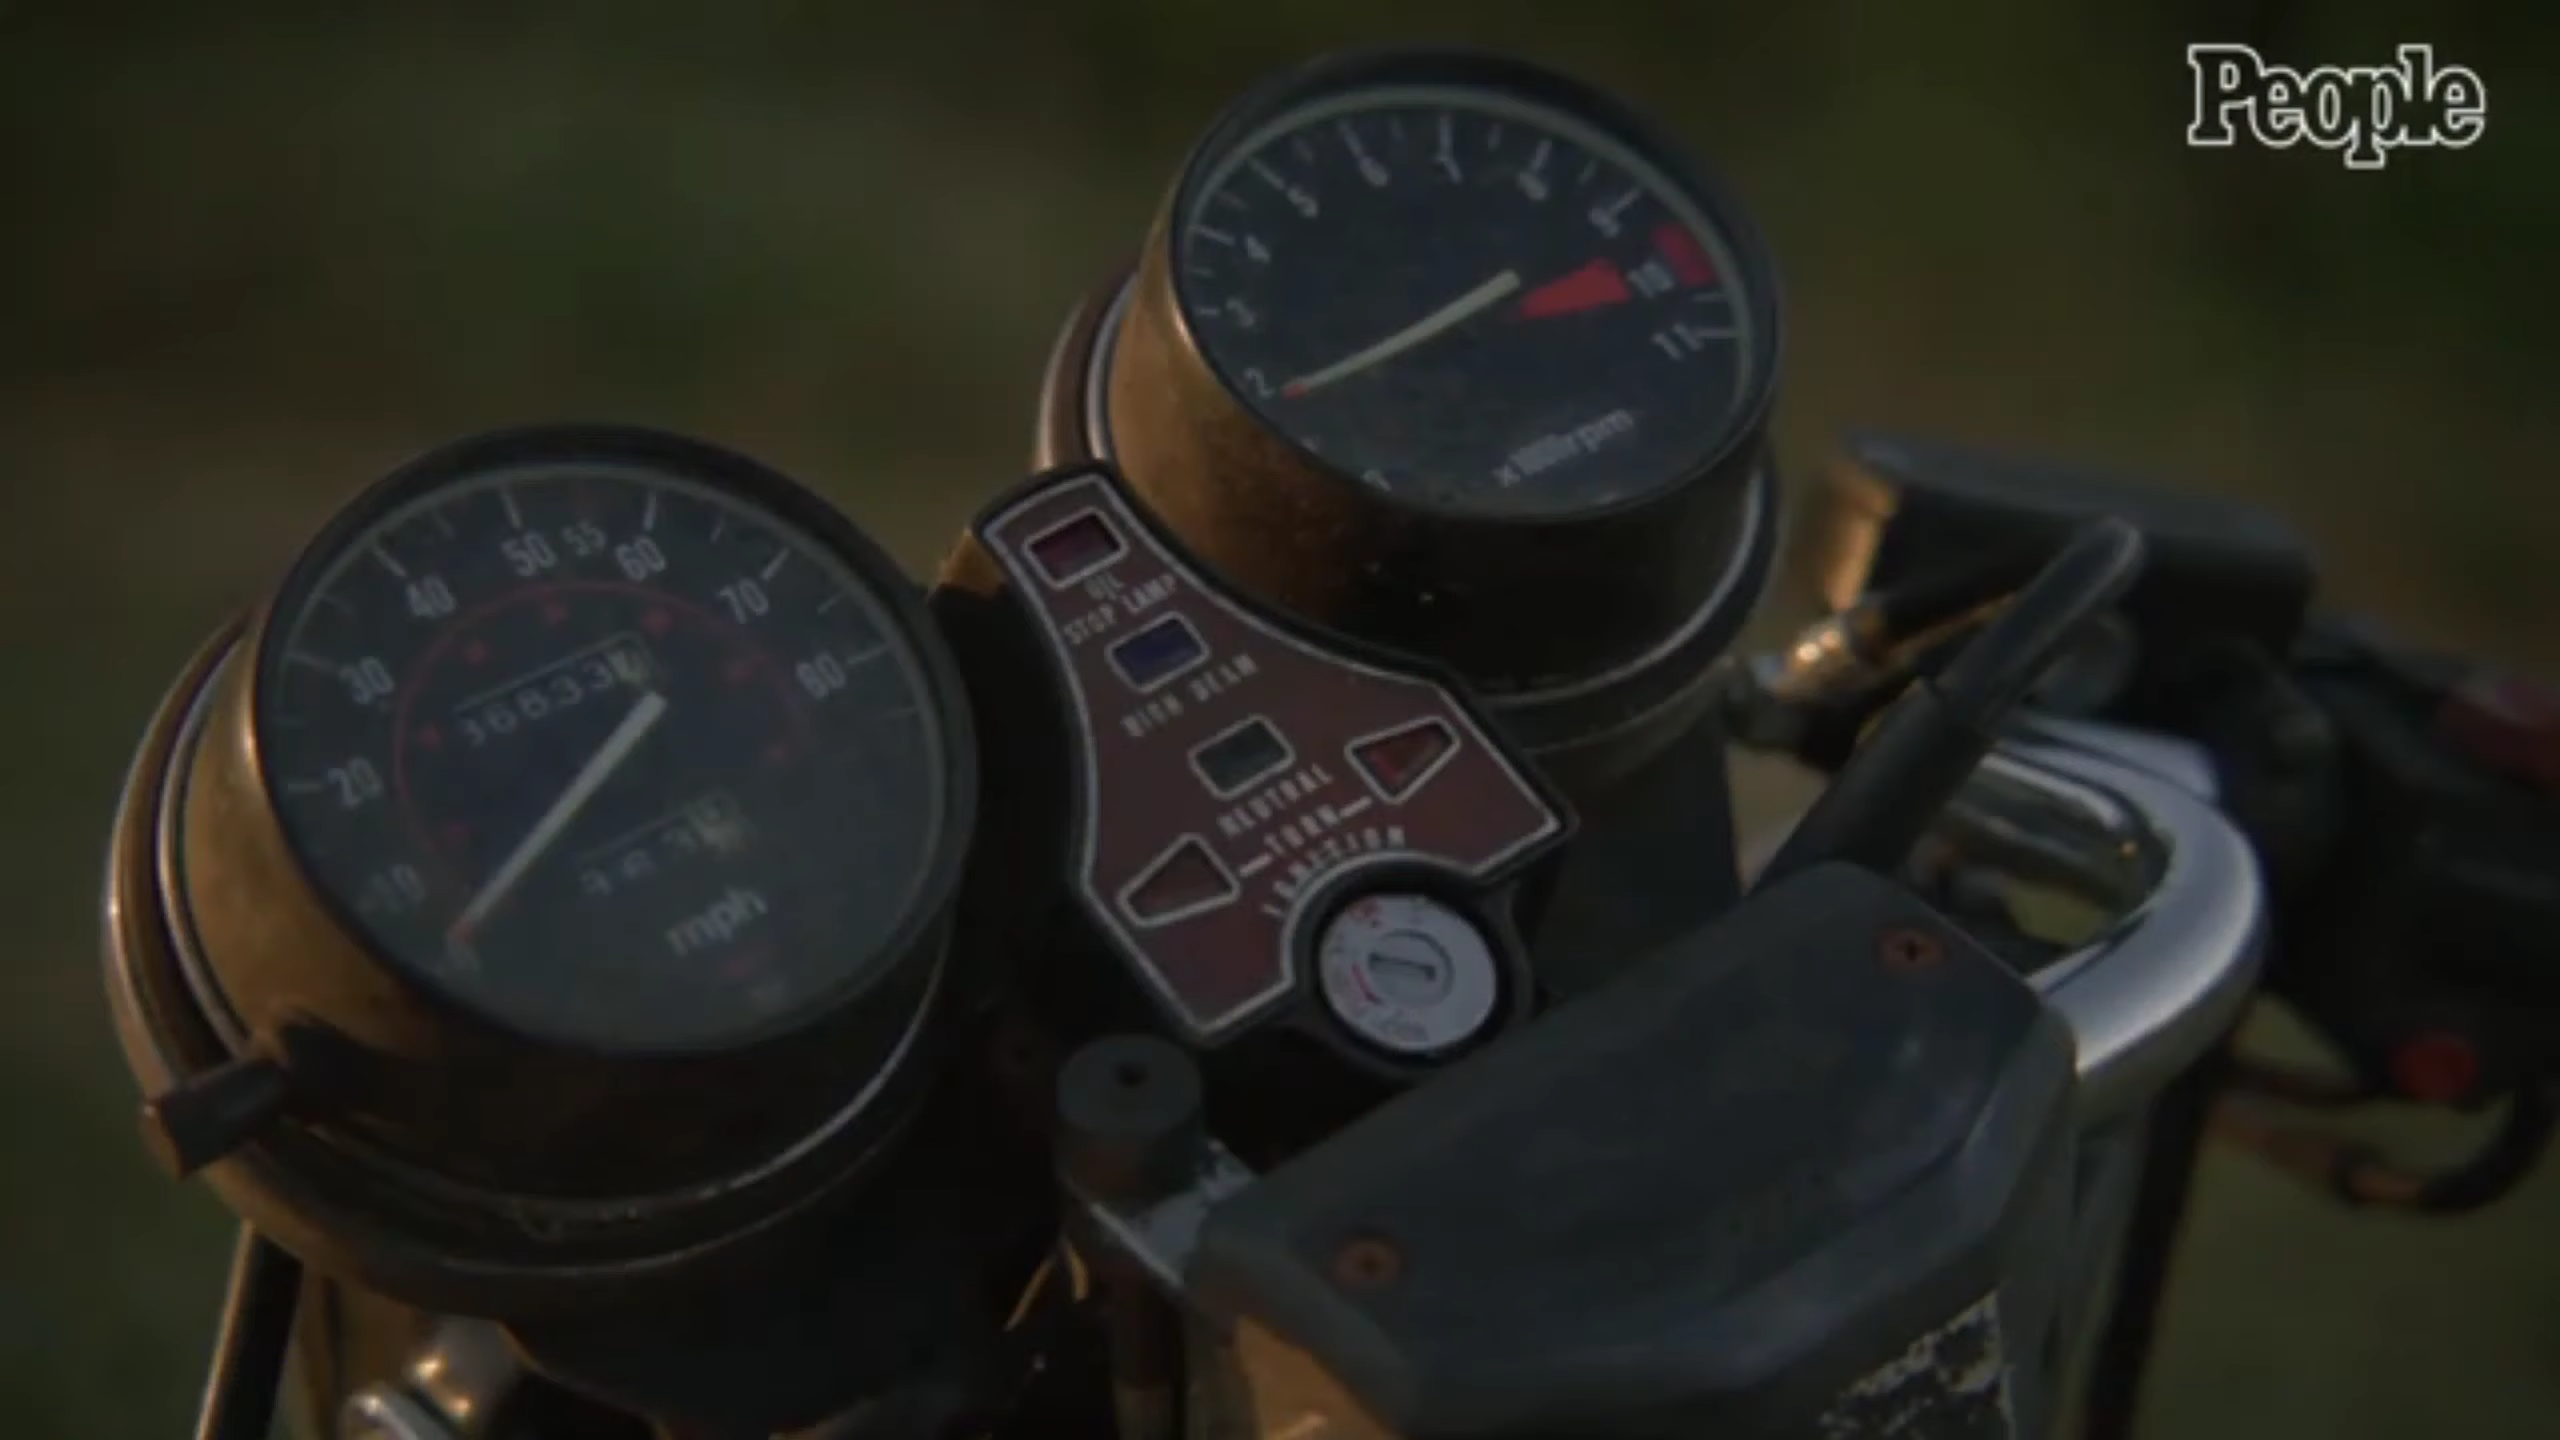 People
5 6 7 8 9
4 10
3 11
2
x1000rpm
0
50 55 60
40 70
30 80
20
10
mph
OIL
STOP LAMP
HIGH BEAM
NEUTRAL
TURN
IGNITION